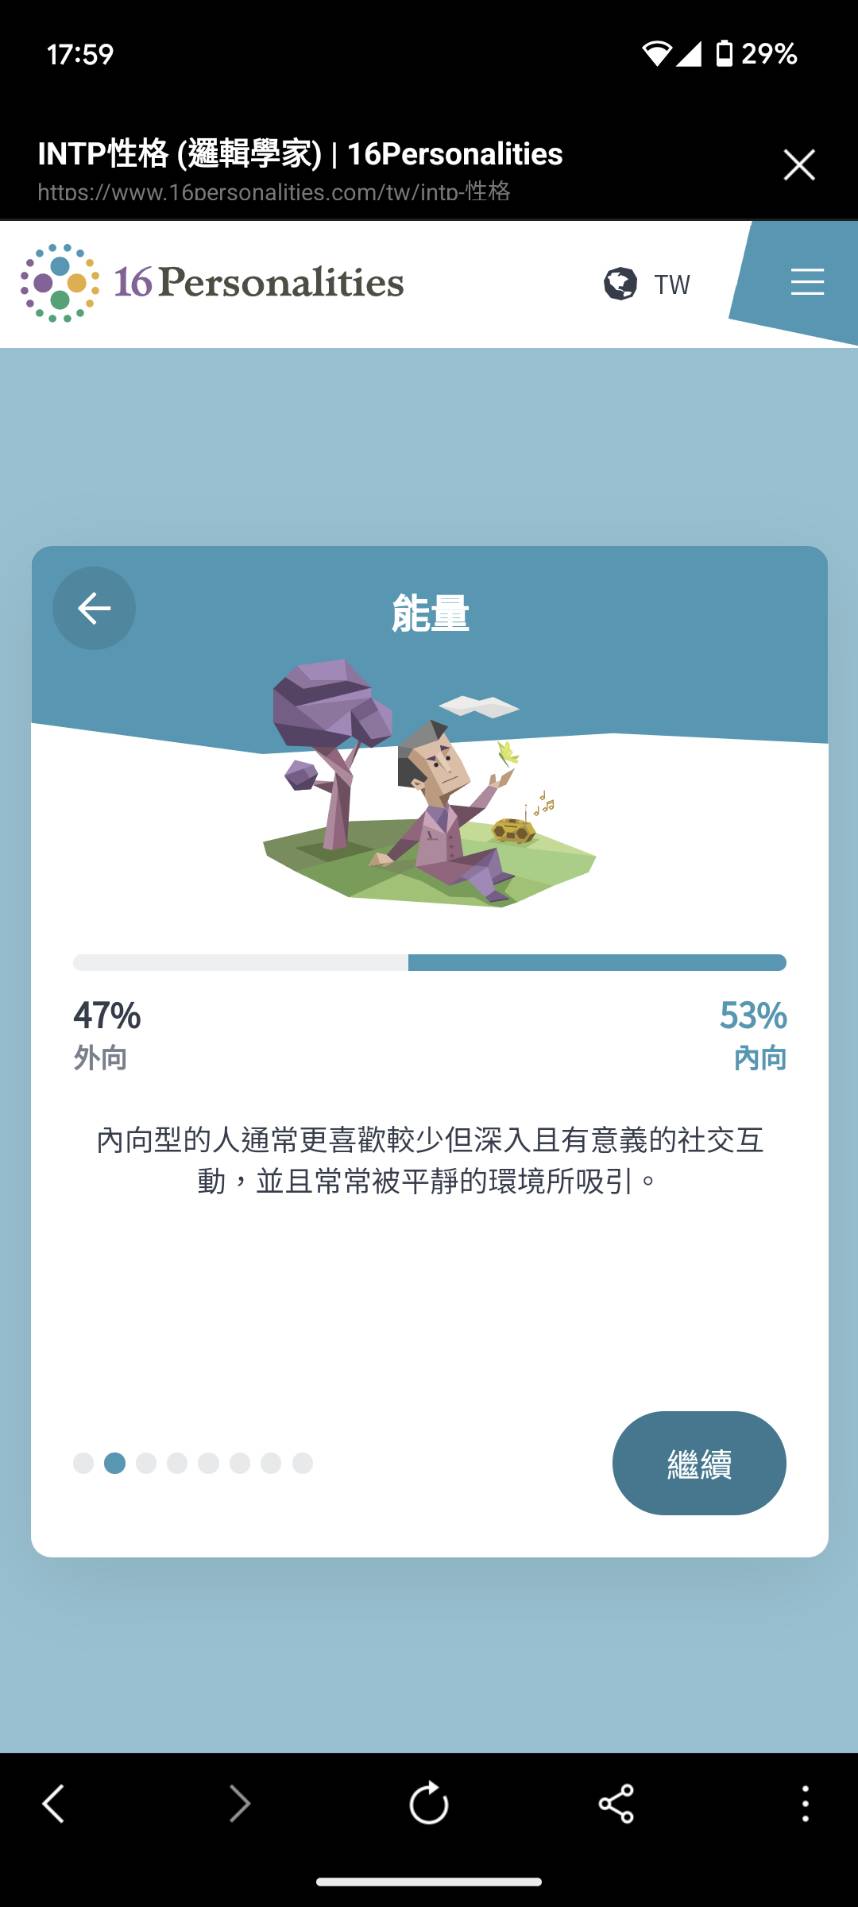 17:59
29%
INTP性格 (邏輯學家) | 16Personalities
https://www.16personalities.com/tw/intp-性格
16Personalities
TW
能量
47%
53%
外向
內向
內向型的人通常更喜歡較少但深入且有意義的社交互
動，並且常常被平靜的環境所吸引。
繼續